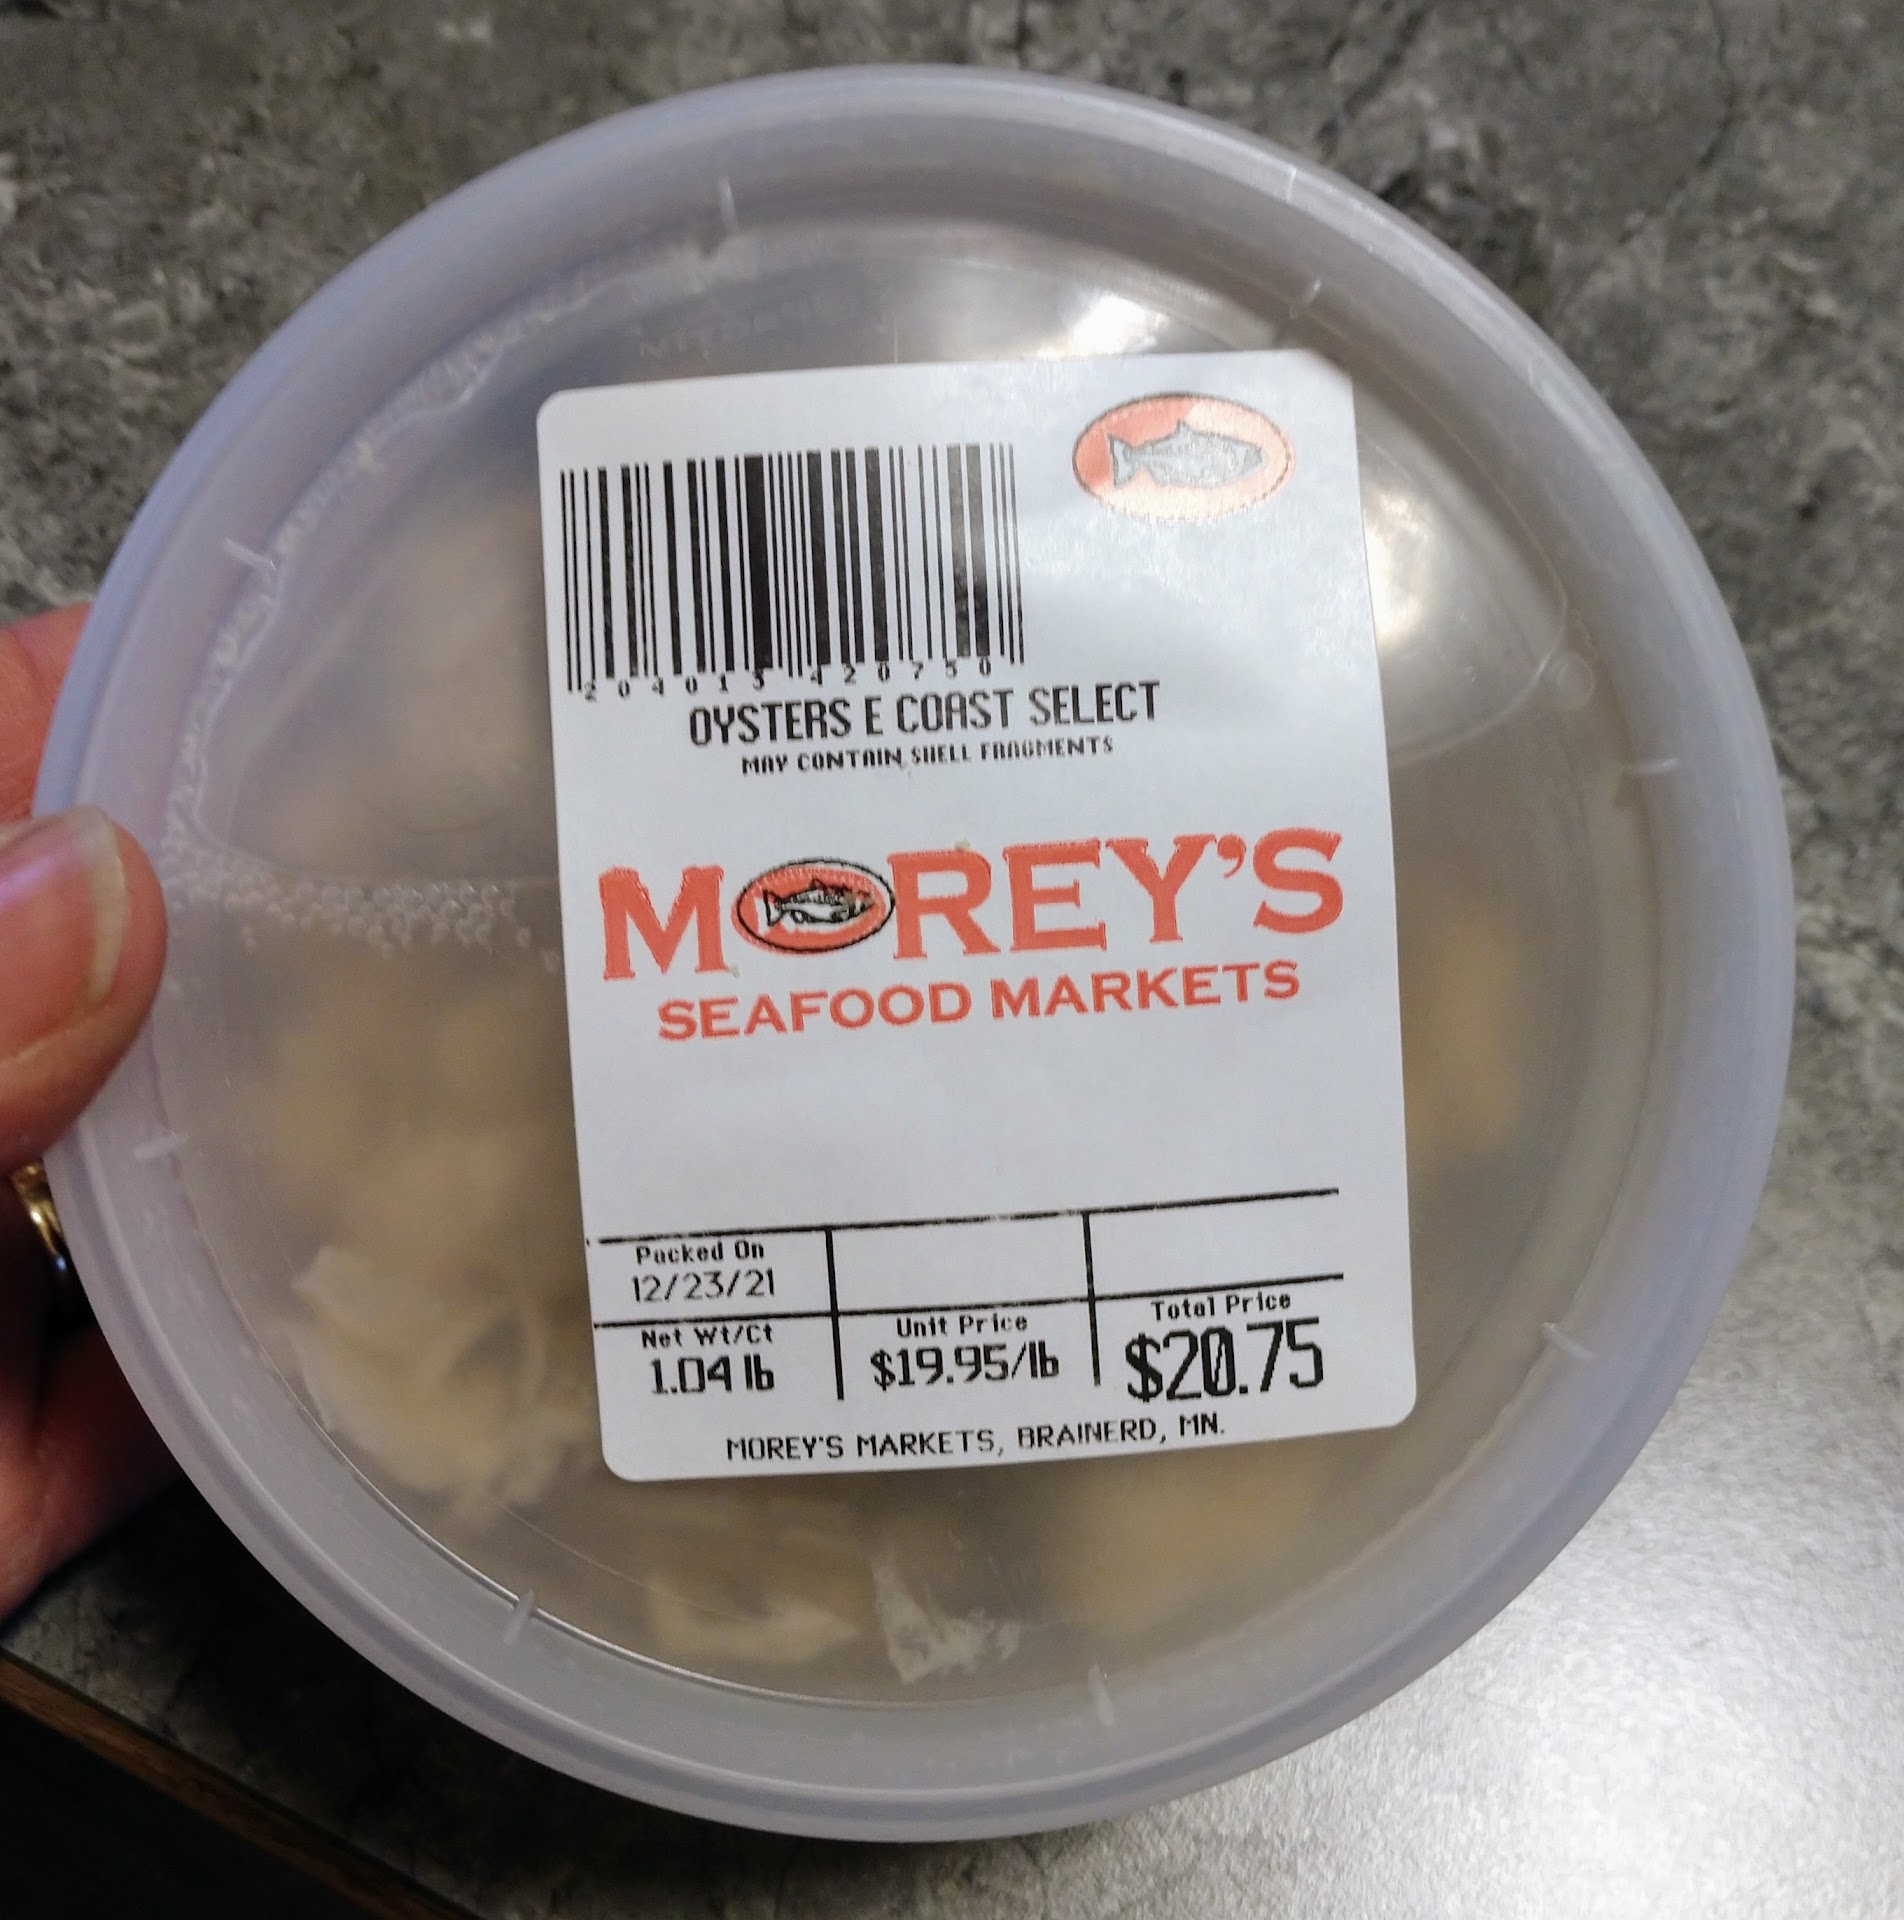 204013 420750
OYSTERS E COAST SELECT
MAY CONTAIN SHELL FRAGMENTS
MOREY'S
SEAFOOD MARKETS
Packed On
12/23/21
Net Wt/Ct
1.04 lb
Unit Price
$19.95/lb
Total Price
$20.75
MOREY'S MARKETS, BRAINERD, MN.